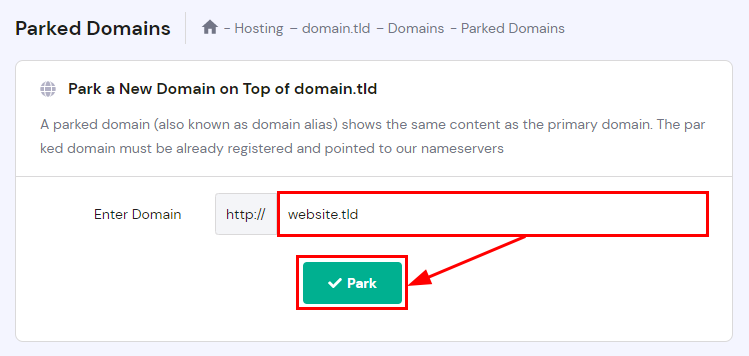 Parked Domains - Hosting - domain.tld - Domains - Parked Domains
Park a New Domain on Top of domain.tld
A parked domain (also known as domain alias) shows the same content as the primary domain. The par
ked domain must be already registered and pointed to our nameservers
Enter Domain http:// website.tld
Park